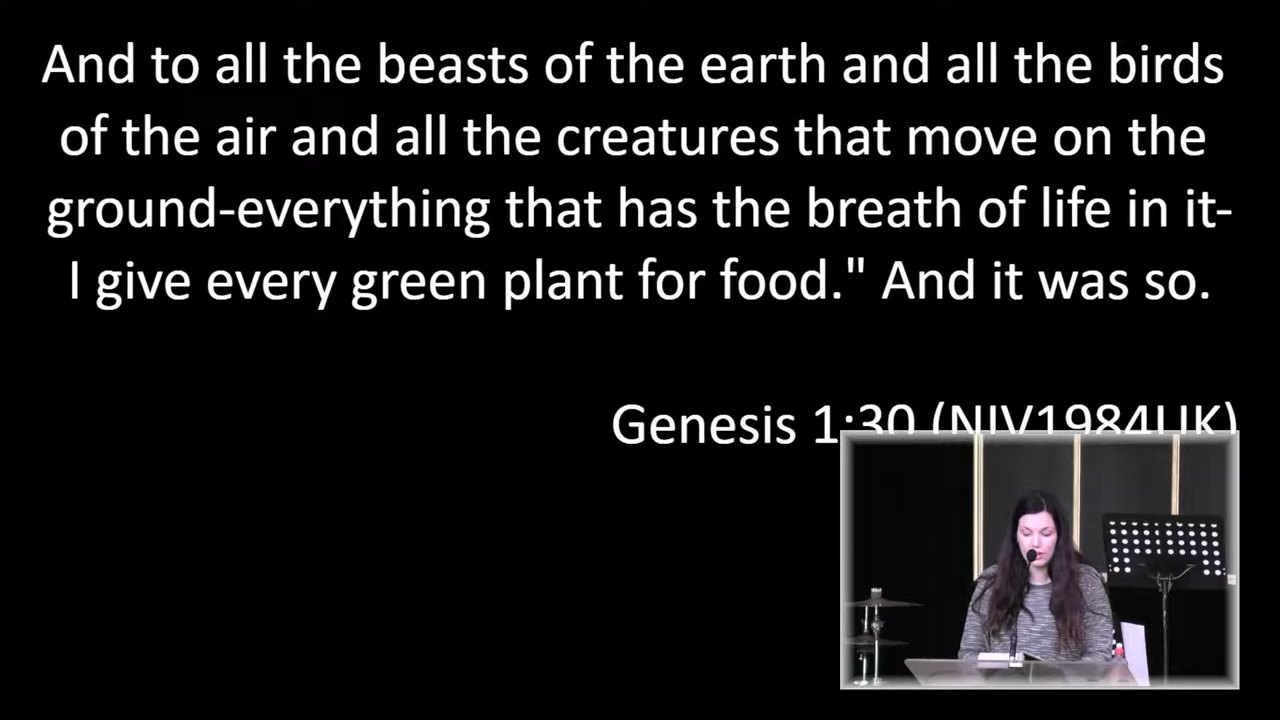 And to all the beasts of the earth and all the birds
of the air and all the creatures that move on the
ground-everything that has the breath of life in it-
I give every green plant for food." And it was so.
Genesis 1:30 (NIV1984UK)